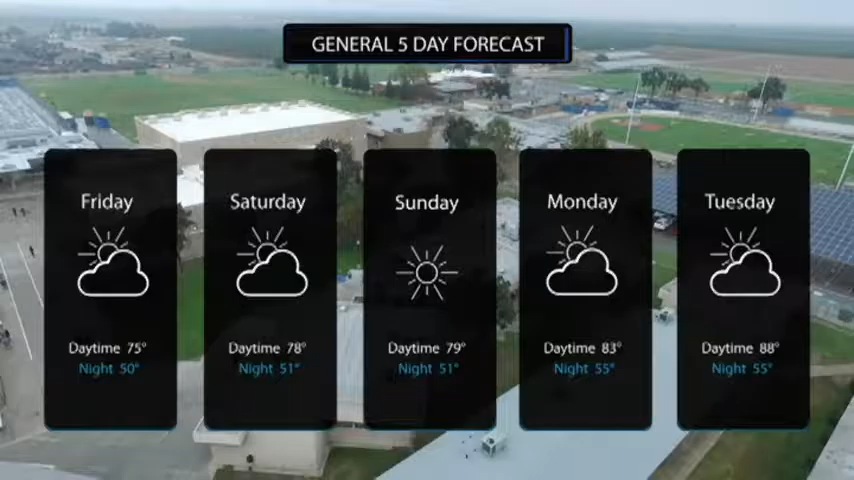 GENERAL 5 DAY FORECAST
Friday
Daytime 75°
Night 50°
Saturday
Daytime 78°
Night 51°
Sunday
Daytime 79°
Night 51°
Monday
Daytime 83°
Night 55°
Tuesday
Daytime 88°
Night 55°